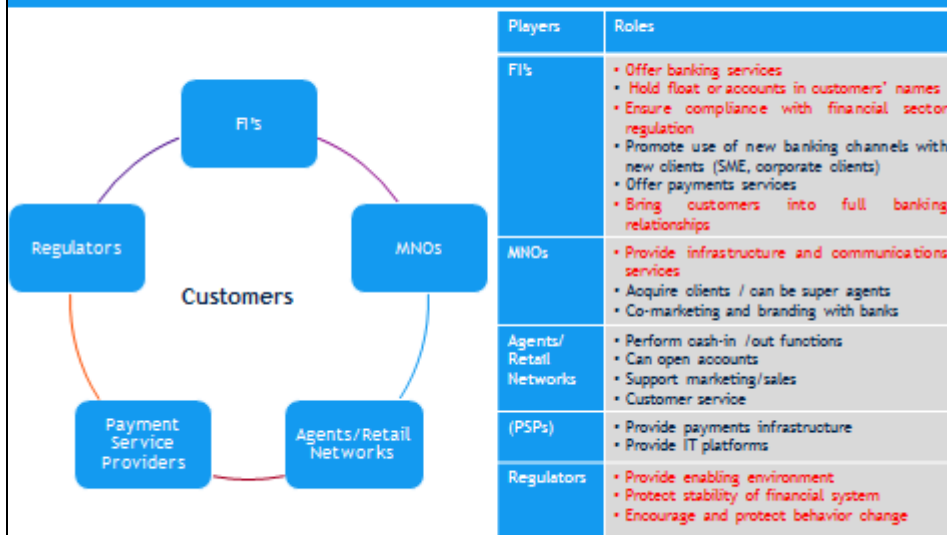 FI's
Regulators
MNOs
Customers
Payment
Service
Providers
Agents/Retail
Networks
Players
Roles
FI's
• Offer banking services
• Hold float or accounts in customers' names
• Ensure compliance with financial sector
regulation
• Promote use of new banking channels with
new clients (SME, corporate clients)
• Offer payments services
• Bring customers into full banking
relationships
MNOs
• Provide infrastructure and communications
services
• Acquire clients / can be super agents
• Co-marketing and branding with banks
Agents/
Retail
Networks
• Perform cash-in /out functions
• Can open accounts
• Support marketing/sales
• Customer service
(PSPs)
• Provide payments infrastructure
• Provide IT platforms
Regulators
• Provide enabling environment
• Protect stability of financial system
• Encourage and protect behavior change